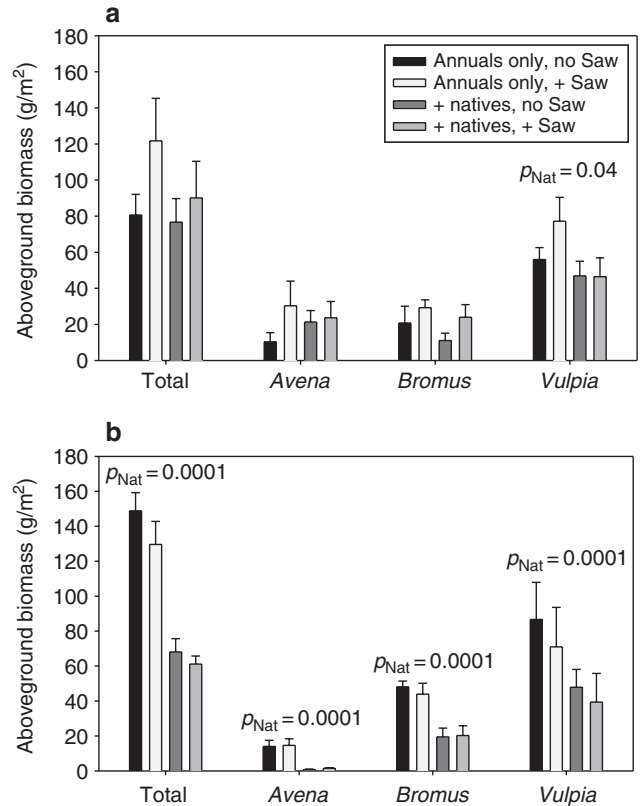 a
180
160
140
120
100
80
60
40
20
0
Aboveground biomass (g/m²)
Annuals only, no Saw
Annuals only, + Saw
+ natives, no Saw
+ natives, + Saw
pNat = 0.04
Total Avena Bromus Vulpia
b
180
160
140
120
100
80
60
40
20
0
Aboveground biomass (g/m²)
pNat = 0.0001
pNat = 0.0001
pNat = 0.0001
pNat = 0.0001
Total Avena Bromus Vulpia